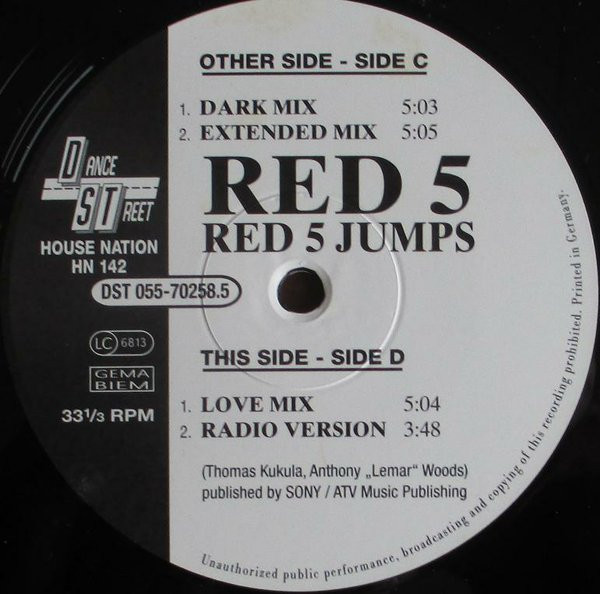 DANCE
STREET
HOUSE NATION
HN 142
DST 055-70258.5
LC 6813
GEMA
BIEM
33 1/3 RPM
OTHER SIDE - SIDE C
1. DARK MIX 5:03
2. EXTENDED MIX 5:05
RED 5
RED 5 JUMPS
THIS SIDE - SIDE D
1. LOVE MIX 5:04
2. RADIO VERSION 3:48
(Thomas Kukula, Anthony „Lemar“ Woods)
published by SONY / ATV Music Publishing
Unauthorized public performance, broadcasting and copying of this recording prohibited. Printed in Germany.